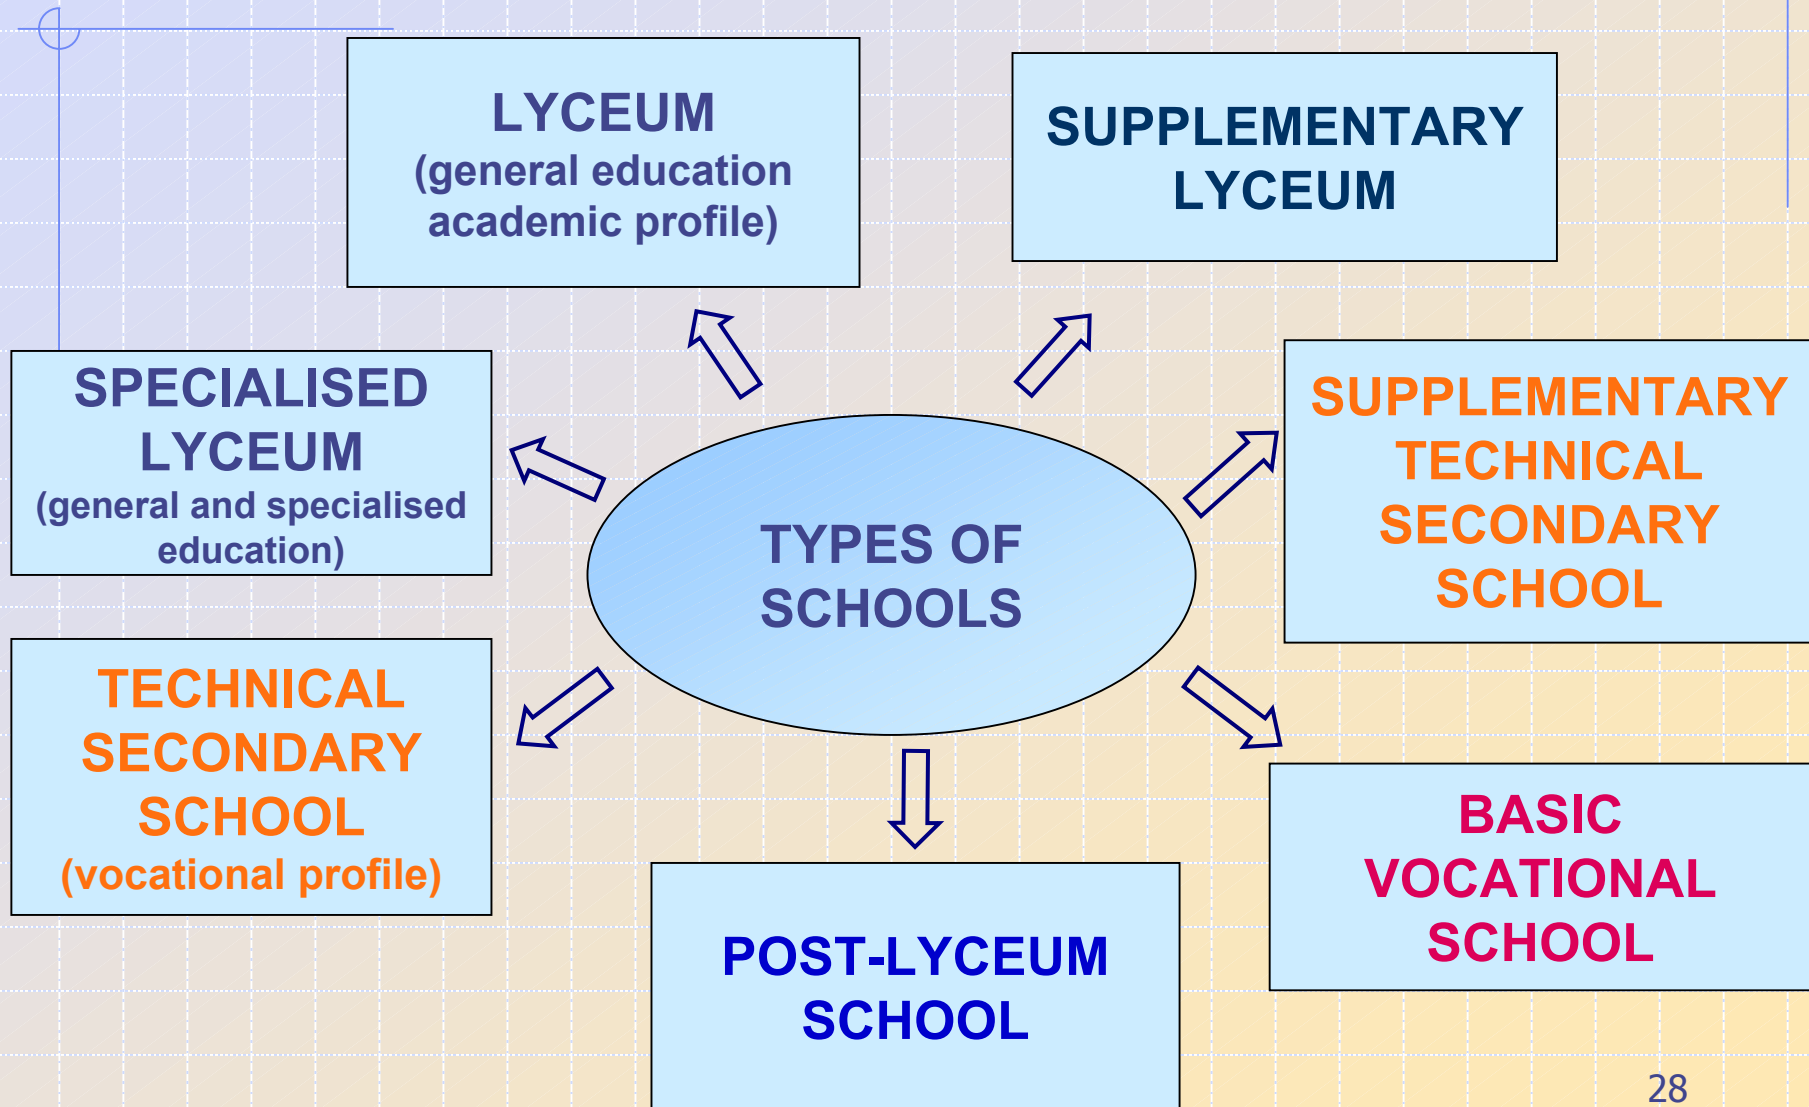 LYCEUM
(general education
academic profile)
SUPPLEMENTARY
LYCEUM
SPECIALISED
LYCEUM
(general and specialised
education)
SUPPLEMENTARY
TECHNICAL
SECONDARY
SCHOOL
TYPES OF
SCHOOLS
TECHNICAL
SECONDARY
SCHOOL
(vocational profile)
BASIC
VOCATIONAL
SCHOOL
POST-LYCEUM
SCHOOL
28